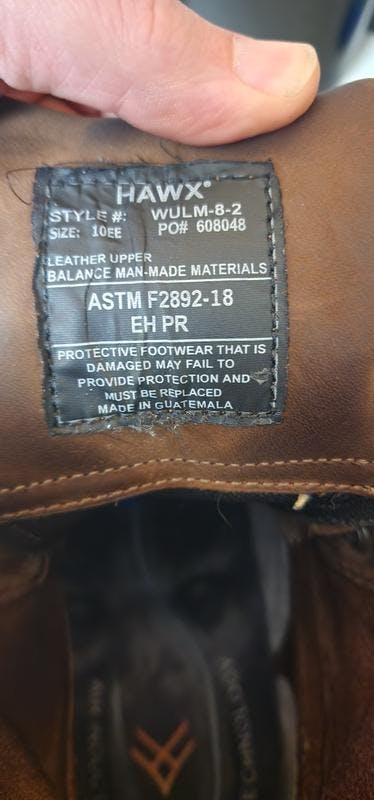 HAWX®
STYLE #: WULM-8-2
SIZE: 10EE PO# 608048
LEATHER UPPER
BALANCE MAN-MADE MATERIALS
ASTM F2892-18
EH PR
PROTECTIVE FOOTWEAR THAT IS
DAMAGED MAY FAIL TO
PROVIDE PROTECTION AND
MUST BE REPLACED
MADE IN GUATEMALA